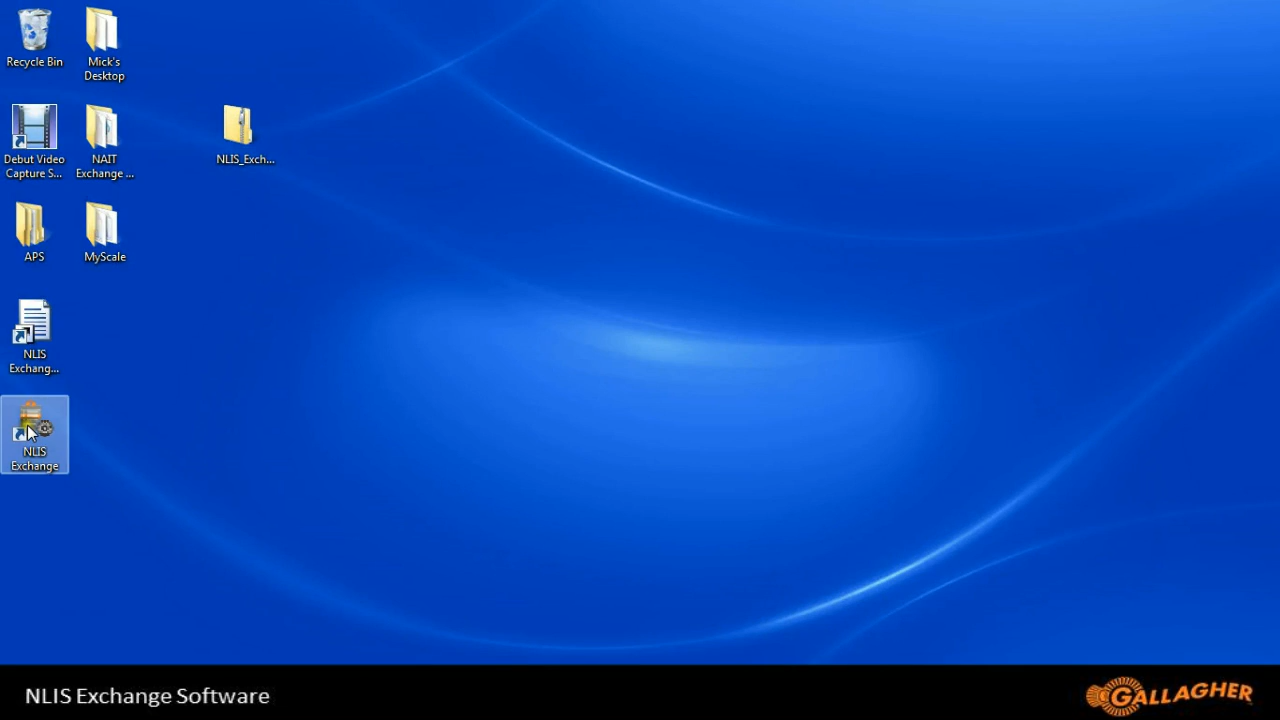 Recycle Bin
Mick's
Desktop
Debut Video
Capture S...
NAIT
Exchange ...
NLIS_Exch...
APS
MyScale
NLIS
Exchang...
NLIS
Exchange
NLIS Exchange Software
GALLAGHER